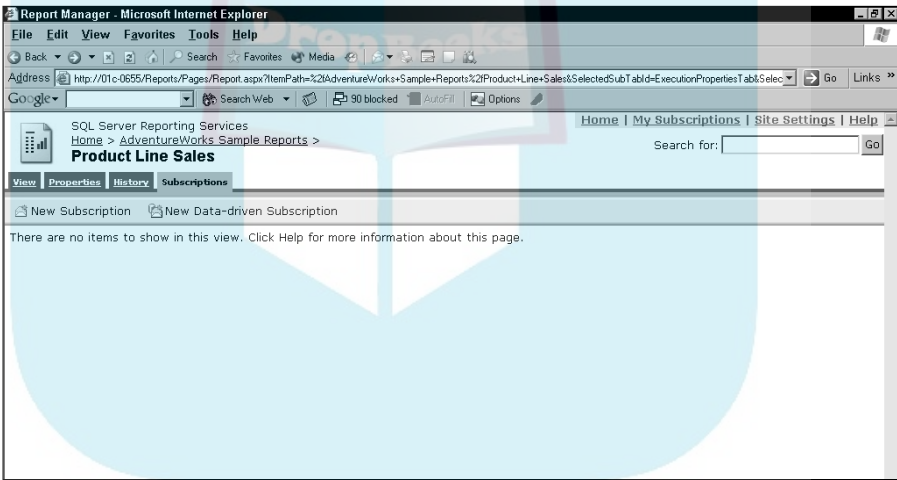 Report Manager - Microsoft Internet Explorer
File Edit View Favorites Tools Help
Back Search Favorites Media
Address http://01c-0655/Reports/Pages/Report.aspx?ItemPath=%2fAdventureWorks+Sample+Reports%2fProduct+Line+Sales&SelectedSubTabId=ExecutionPropertiesTab&Selec Go Links »
Google Search Web 90 blocked AutoFill Options
Home | My Subscriptions | Site Settings | Help
SQL Server Reporting Services
Home > AdventureWorks Sample Reports >
Product Line Sales
Search for: Go
View Properties History Subscriptions
New Subscription New Data-driven Subscription
There are no items to show in this view. Click Help for more information about this page.